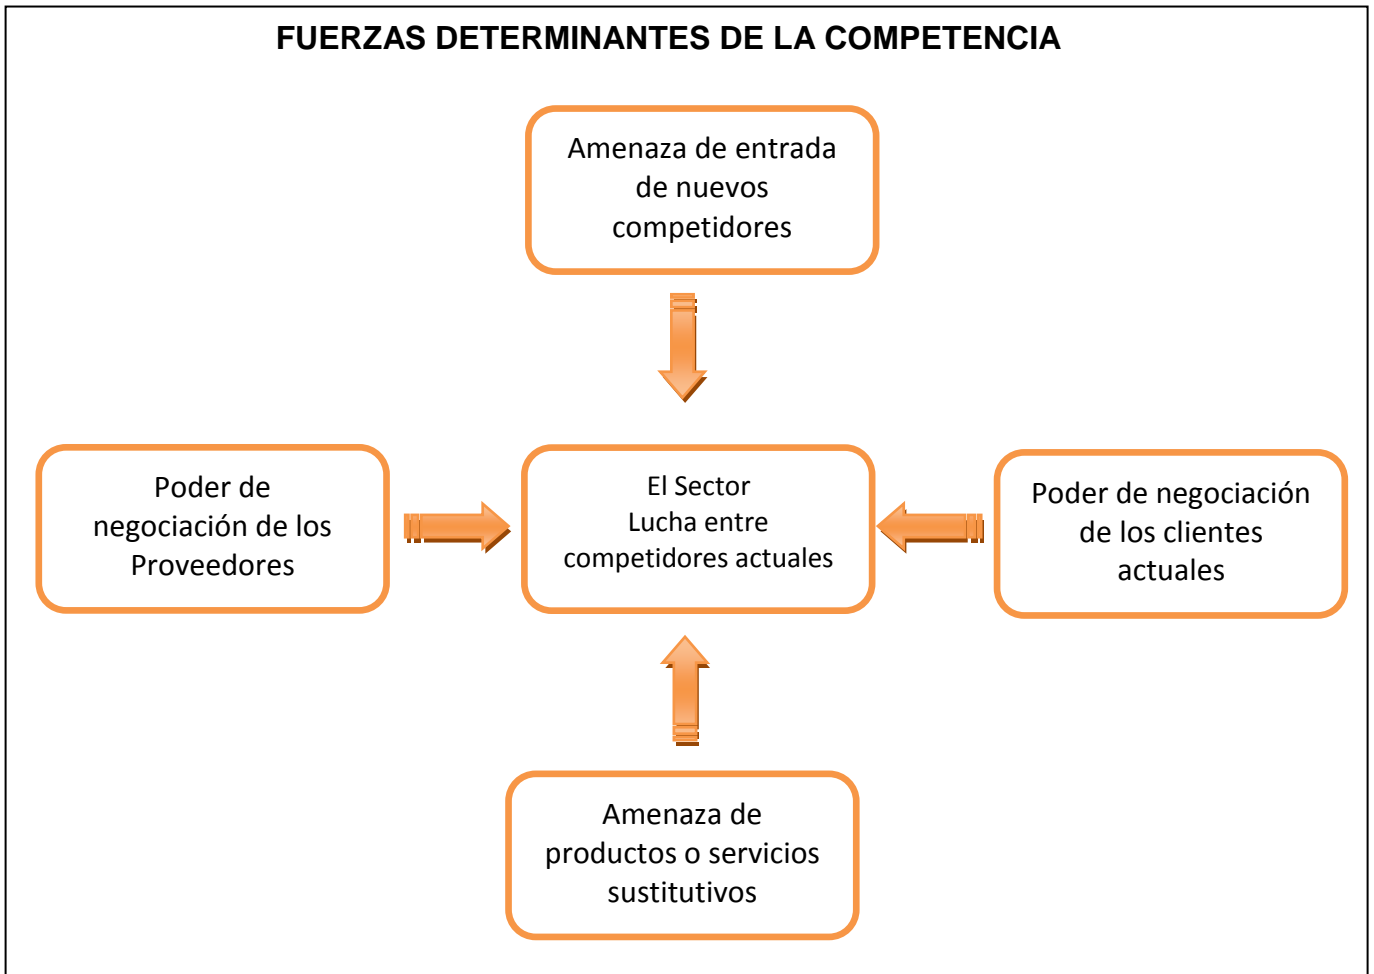 FUERZAS DETERMINANTES DE LA COMPETENCIA
Amenaza de entrada
de nuevos
competidores
Poder de
negociación de los
Proveedores
El Sector
Lucha entre
competidores actuales
Poder de negociación
de los clientes
actuales
Amenaza de
productos o servicios
sustitutivos